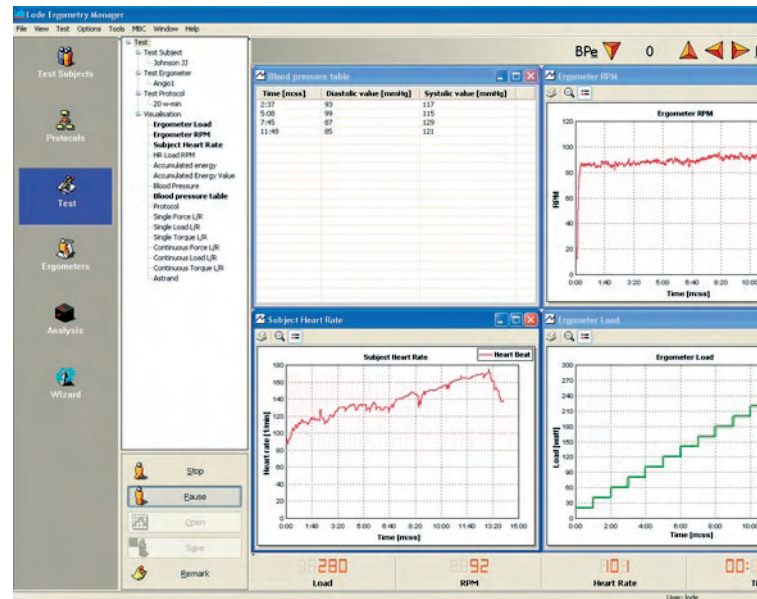 Lode Ergometry Manager
File View Test Options Tools MBC Window Help
Test Subjects
Protocols
Test
Ergometers
Analysis
Wizard
Test
Test Subject
Johnson JJ
Test Ergometer
Angio1
Test Protocol
20 w-min
Visualisation
Ergometer Load
Ergometer RPM
Subject Heart Rate
HR Load RPM
Accumulated energy
Accumulated Energy Value
Blood Pressure
Blood pressure table
Protocol
Single Force L/R
Single Load L/R
Single Torque L/R
Continuous Force L/R
Continuous Load L/R
Continuous Torque L/R
Astrand
Stop
Pause
Open
Save
Remark
BPe 0
Blood pressure table
Time [m:ss] Diastolic value [mmHg] Systolic value [mmHg]
2:37 93 117
5:08 99 115
7:45 87 129
11:48 85 121
Ergometer RPM
Ergometer RPM
120
100
80
60
40
20
0
RPM
0:00 1:40 3:20 5:00 6:40 8:20 10:00
Time [m:ss]
Subject Heart Rate
Subject Heart Rate
Heart Beat
180
160
140
120
100
80
60
40
20
0
Heart rate [1/min]
0:00 1:40 3:20 5:00 6:40 8:20 10:00 11:40 13:20 15:00
Time [m:ss]
Ergometer Load
Ergometer Load
300
270
240
210
180
150
120
90
60
30
0
Load [watt]
0:00 2:00 4:00 6:00 8:00 10:0
Time [m:ss]
280 92 101 00:
Load RPM Heart Rate Ti
User: lode